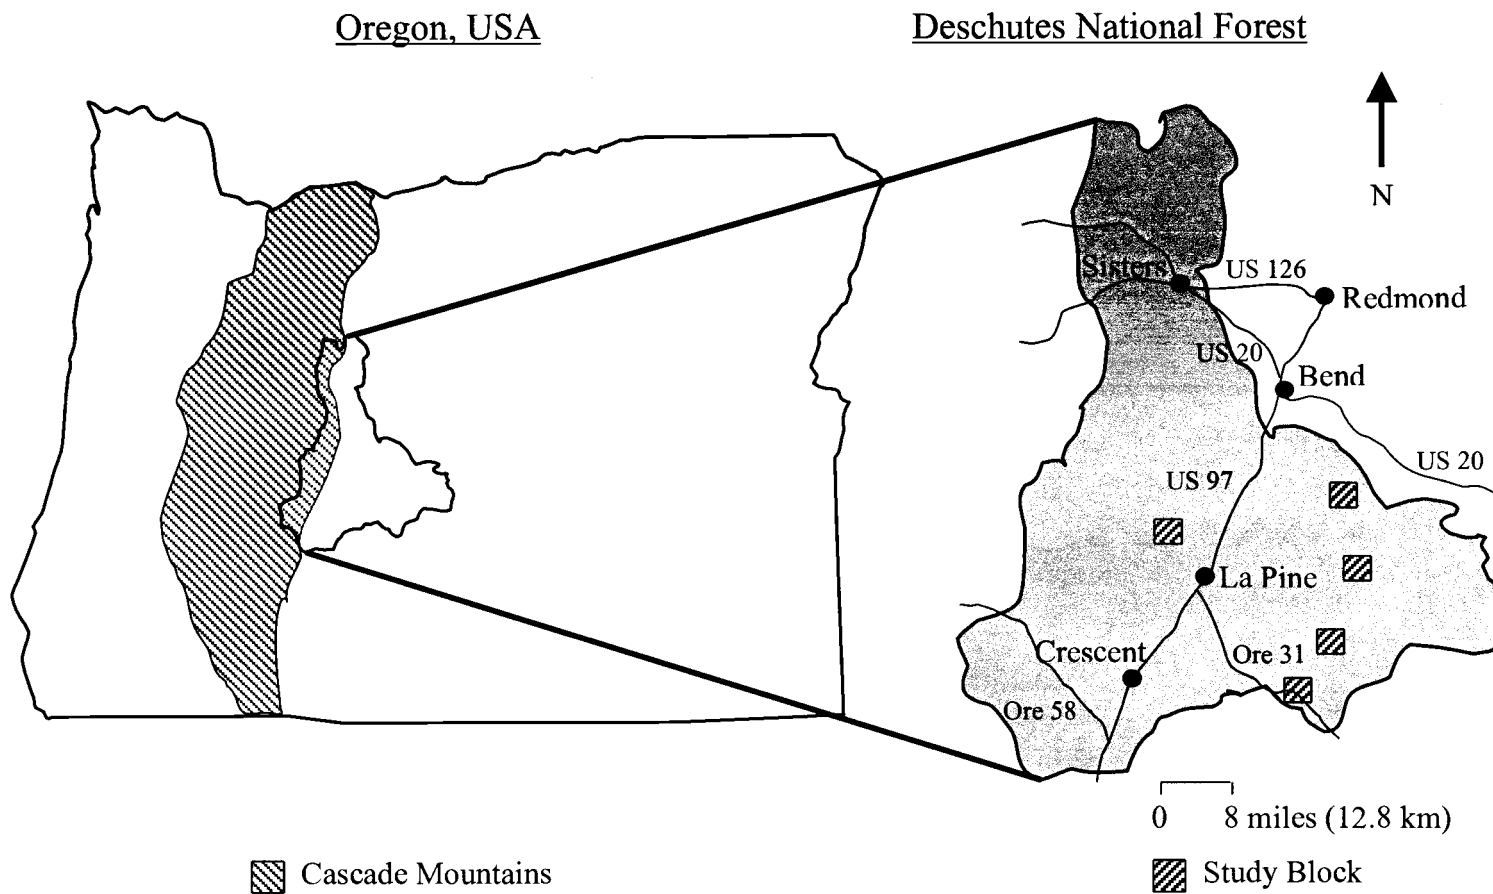 Oregon, USA
Deschutes National Forest
N
Sisters
US 126
Redmond
US 20
Bend
US 20
US 97
La Pine
Crescent
Ore 31
Ore 58
0 8 miles (12.8 km)
Cascade Mountains
Study Block